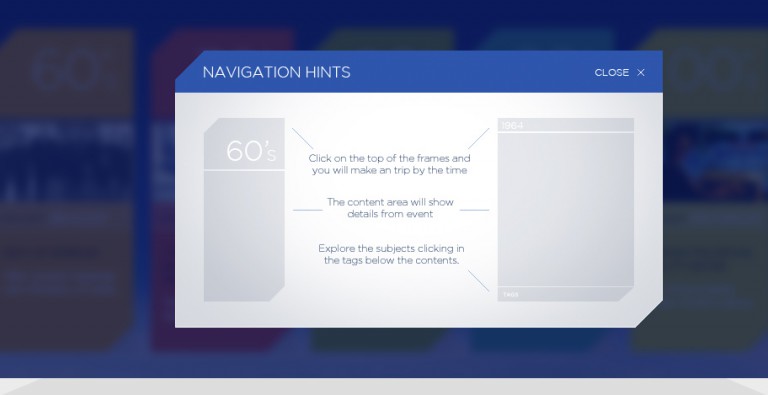 60's
00's
NAVIGATION HINTS
CLOSE ×
60's
1964
Click on the top of the frames and
you will make an trip by the time
The content area will show
details from event
Explore the subjects clicking in
the tags below the contents.
TAGS